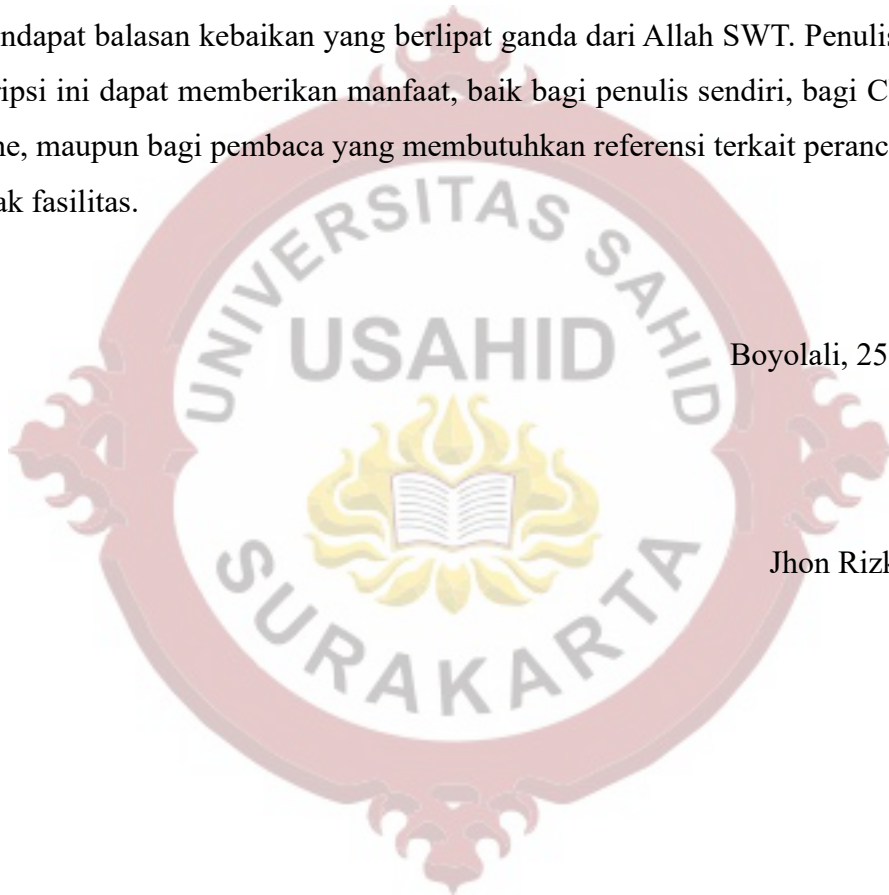 ndapat balasan kebaikan yang berlipat ganda dari Allah SWT. Penulis
ipsi ini dapat memberikan manfaat, baik bagi penulis sendiri, bagi C
ne, maupun bagi pembaca yang membutuhkan referensi terkait peranc
ak fasilitas.
UNIVERSITAS SAHID
USAHID
Boyolali, 25
Jhon Rizk
SURAKARTA